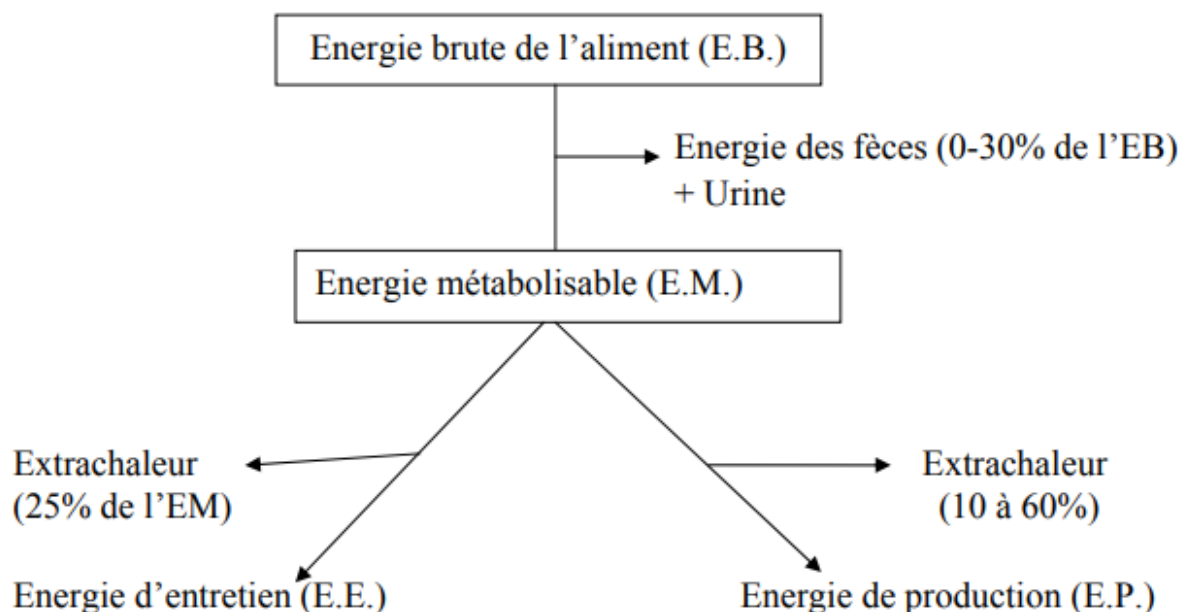 Energie brute de l’aliment (E.B.)
Energie des fèces (0-30% de l’EB)
+ Urine
Energie métabolisable (E.M.)
Extrachaleur
(25% de l’EM)
Extrachaleur
(10 à 60%)
Energie d’entretien (E.E.)
Energie de production (E.P.)